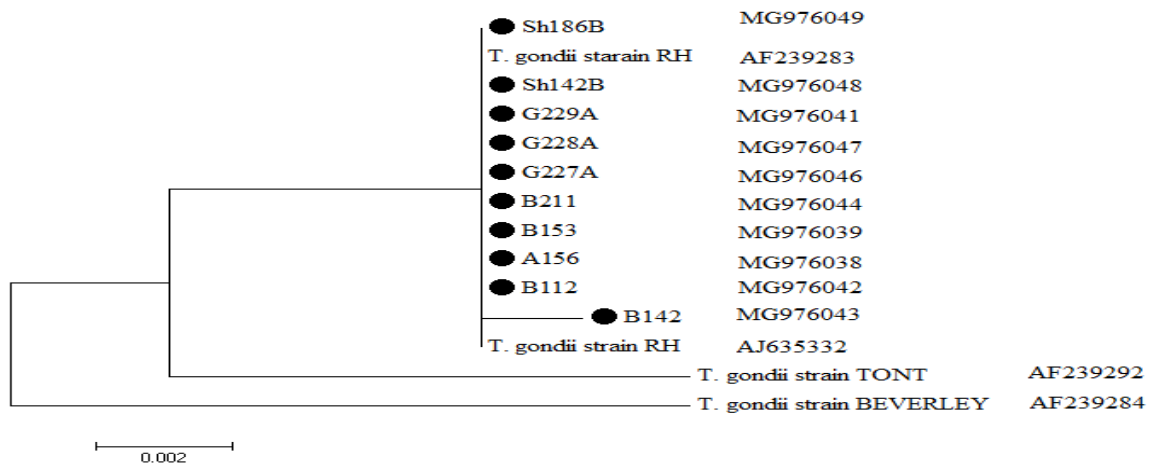 Sh186B MG976049
T. gondii starain RH AF239283
Sh142B MG976048
G229A MG976041
G228A MG976047
G227A MG976046
B211 MG976044
B153 MG976039
A156 MG976038
B112 MG976042
B142 MG976043
T. gondii strain RH AJ635332
T. gondii strain TONT AF239292
T. gondii strain BEVERLEY AF239284
0.002